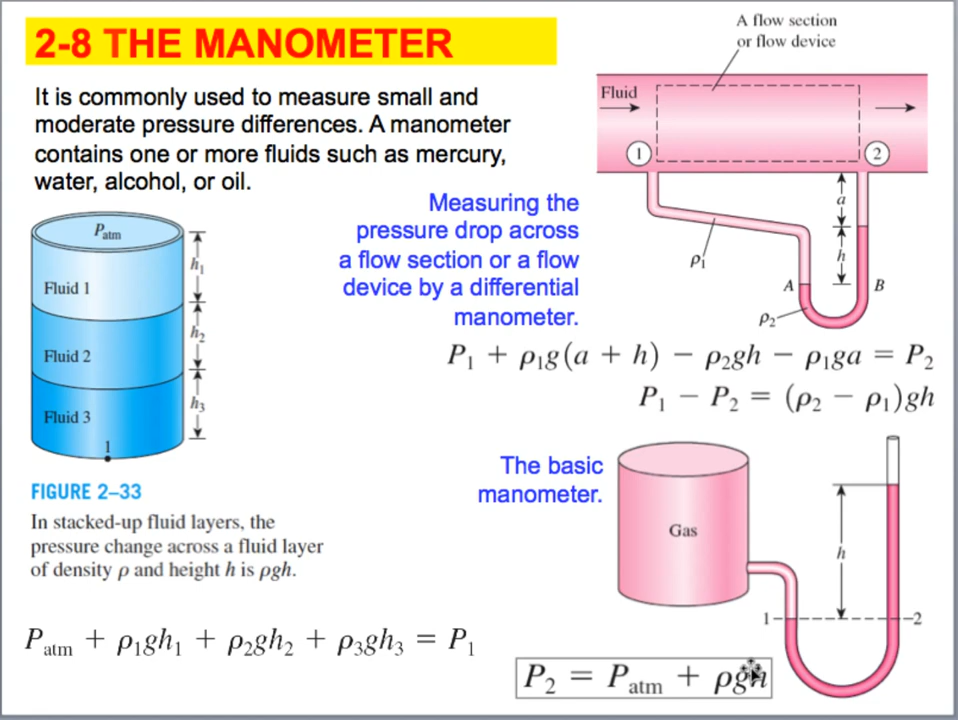 2-8 THE MANOMETER
It is commonly used to measure small and
moderate pressure differences. A manometer
contains one or more fluids such as mercury,
water, alcohol, or oil.
A flow section
or flow device
Fluid
1
2
a
h
ρ₁
A
B
ρ₂
Measuring the
pressure drop across
a flow section or a flow
device by a differential
manometer.
P₁ + ρ₁g(a + h) − ρ₂gh − ρ₁ga = P₂
P₁ − P₂ = (ρ₂ − ρ₁)gh
Patm
Fluid 1
h₁
Fluid 2
h₂
Fluid 3
h₃
1
FIGURE 2–33
In stacked-up fluid layers, the
pressure change across a fluid layer
of density ρ and height h is ρgh.
Patm + ρ₁gh₁ + ρ₂gh₂ + ρ₃gh₃ = P₁
The basic
manometer.
Gas
h
1
2
P₂ = Patm + ρgh